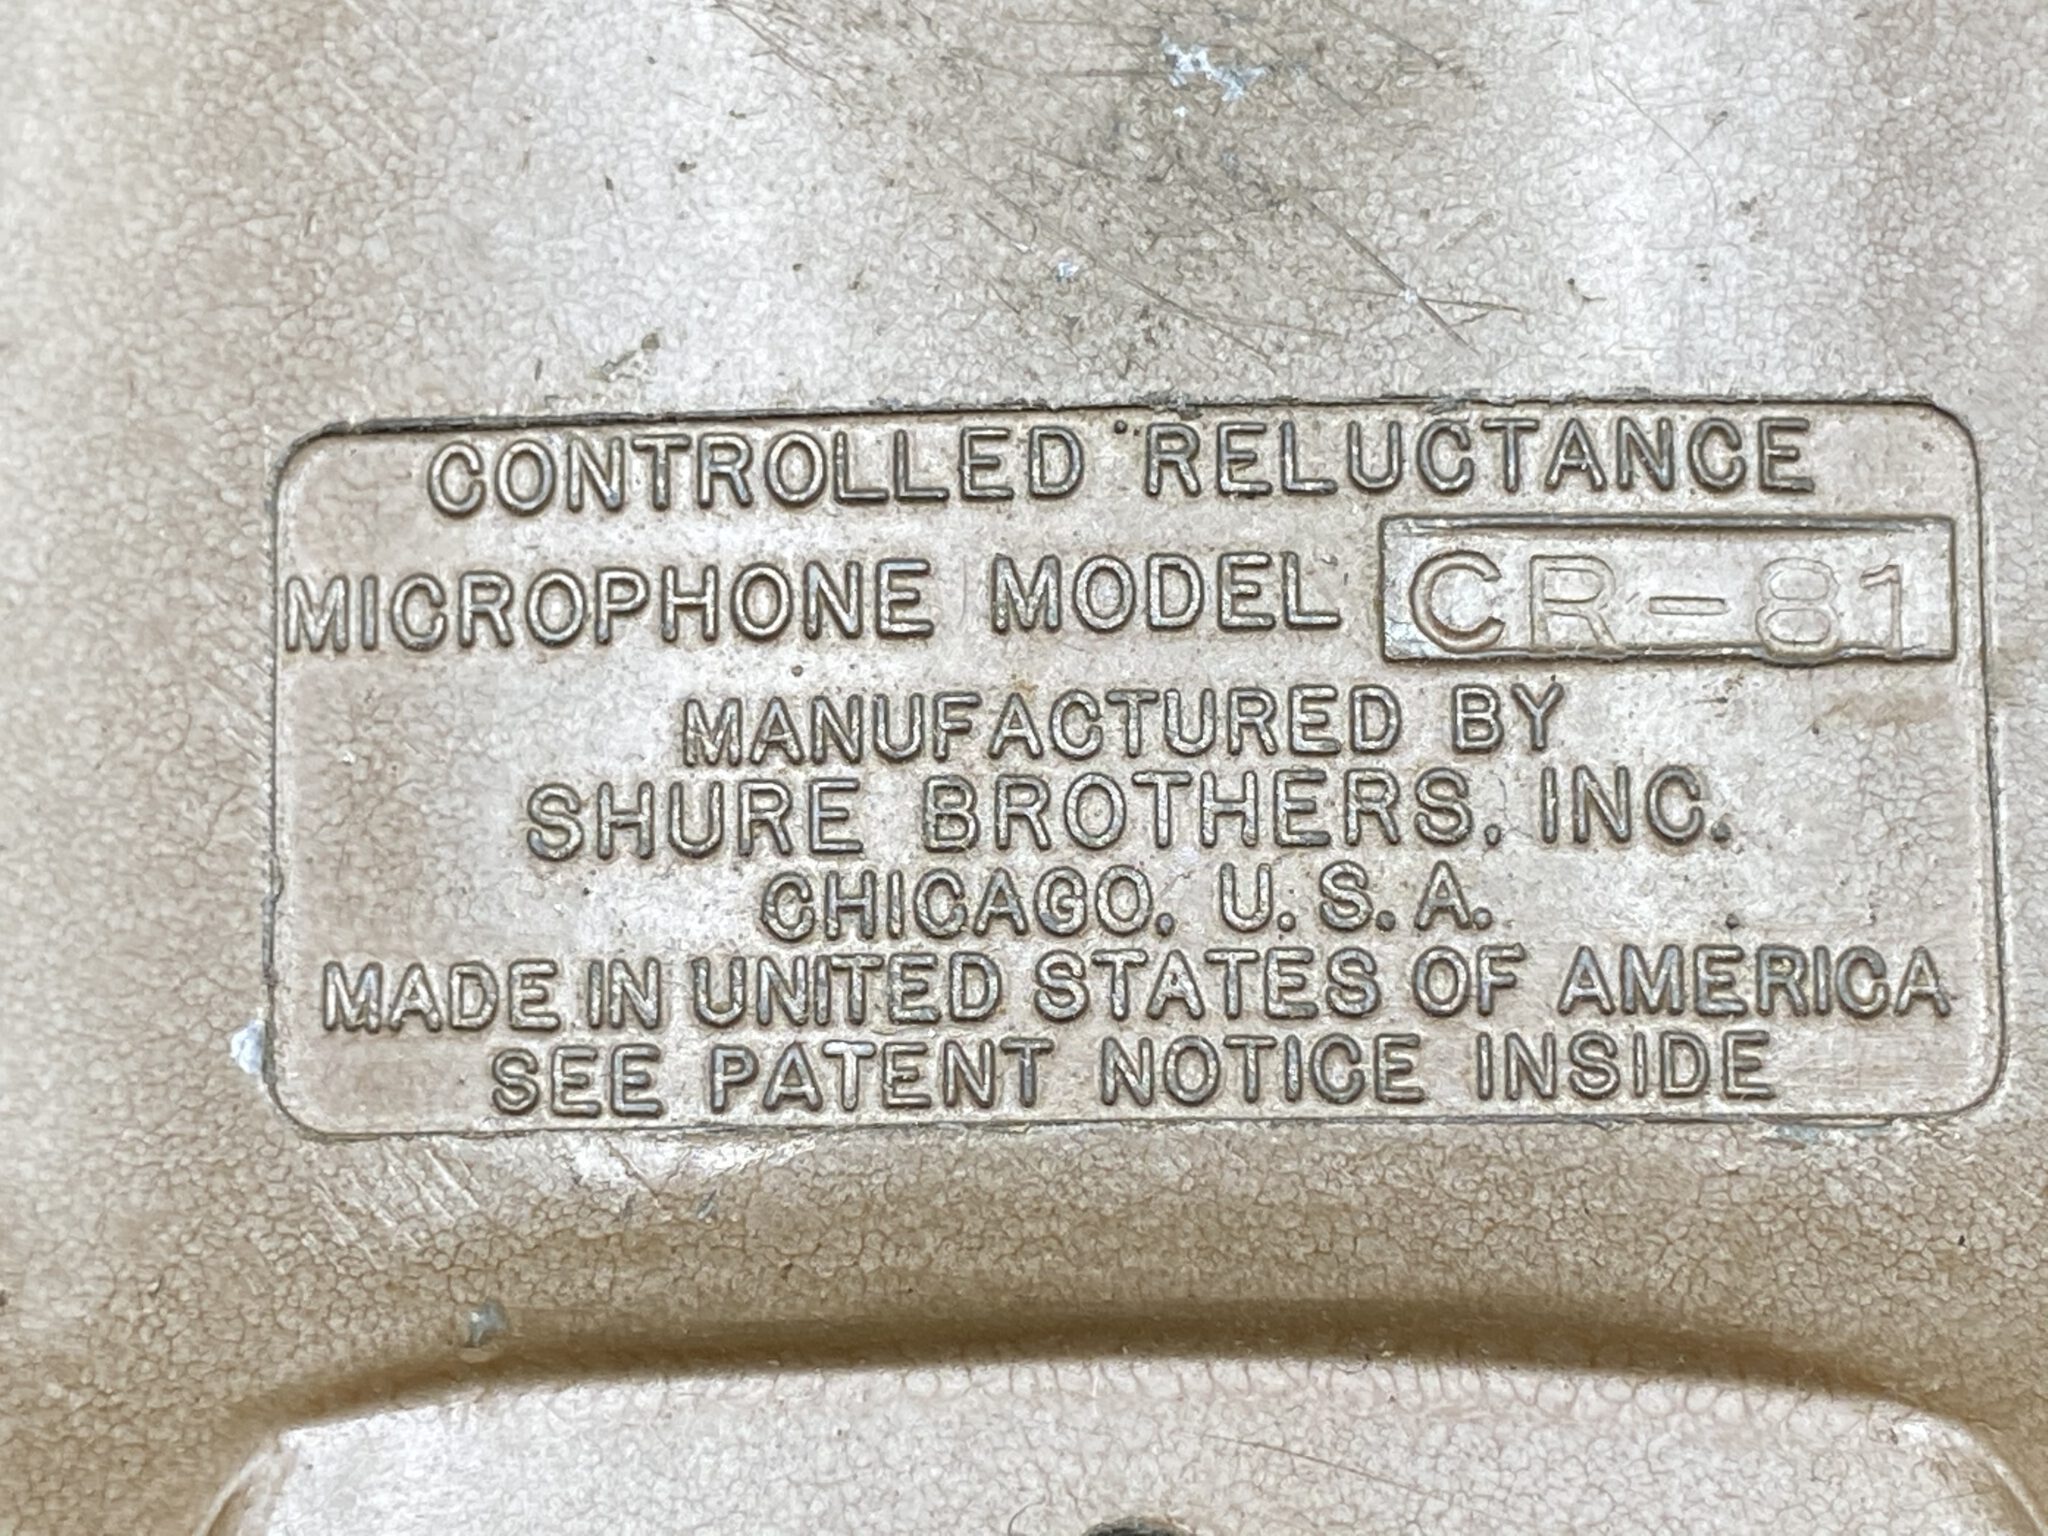 CONTROLLED RELUCTANCE
MICROPHONE MODEL CR-81
MANUFACTURED BY
SHURE BROTHERS, INC.
CHICAGO, U.S.A.
MADE IN UNITED STATES OF AMERICA
SEE PATENT NOTICE INSIDE